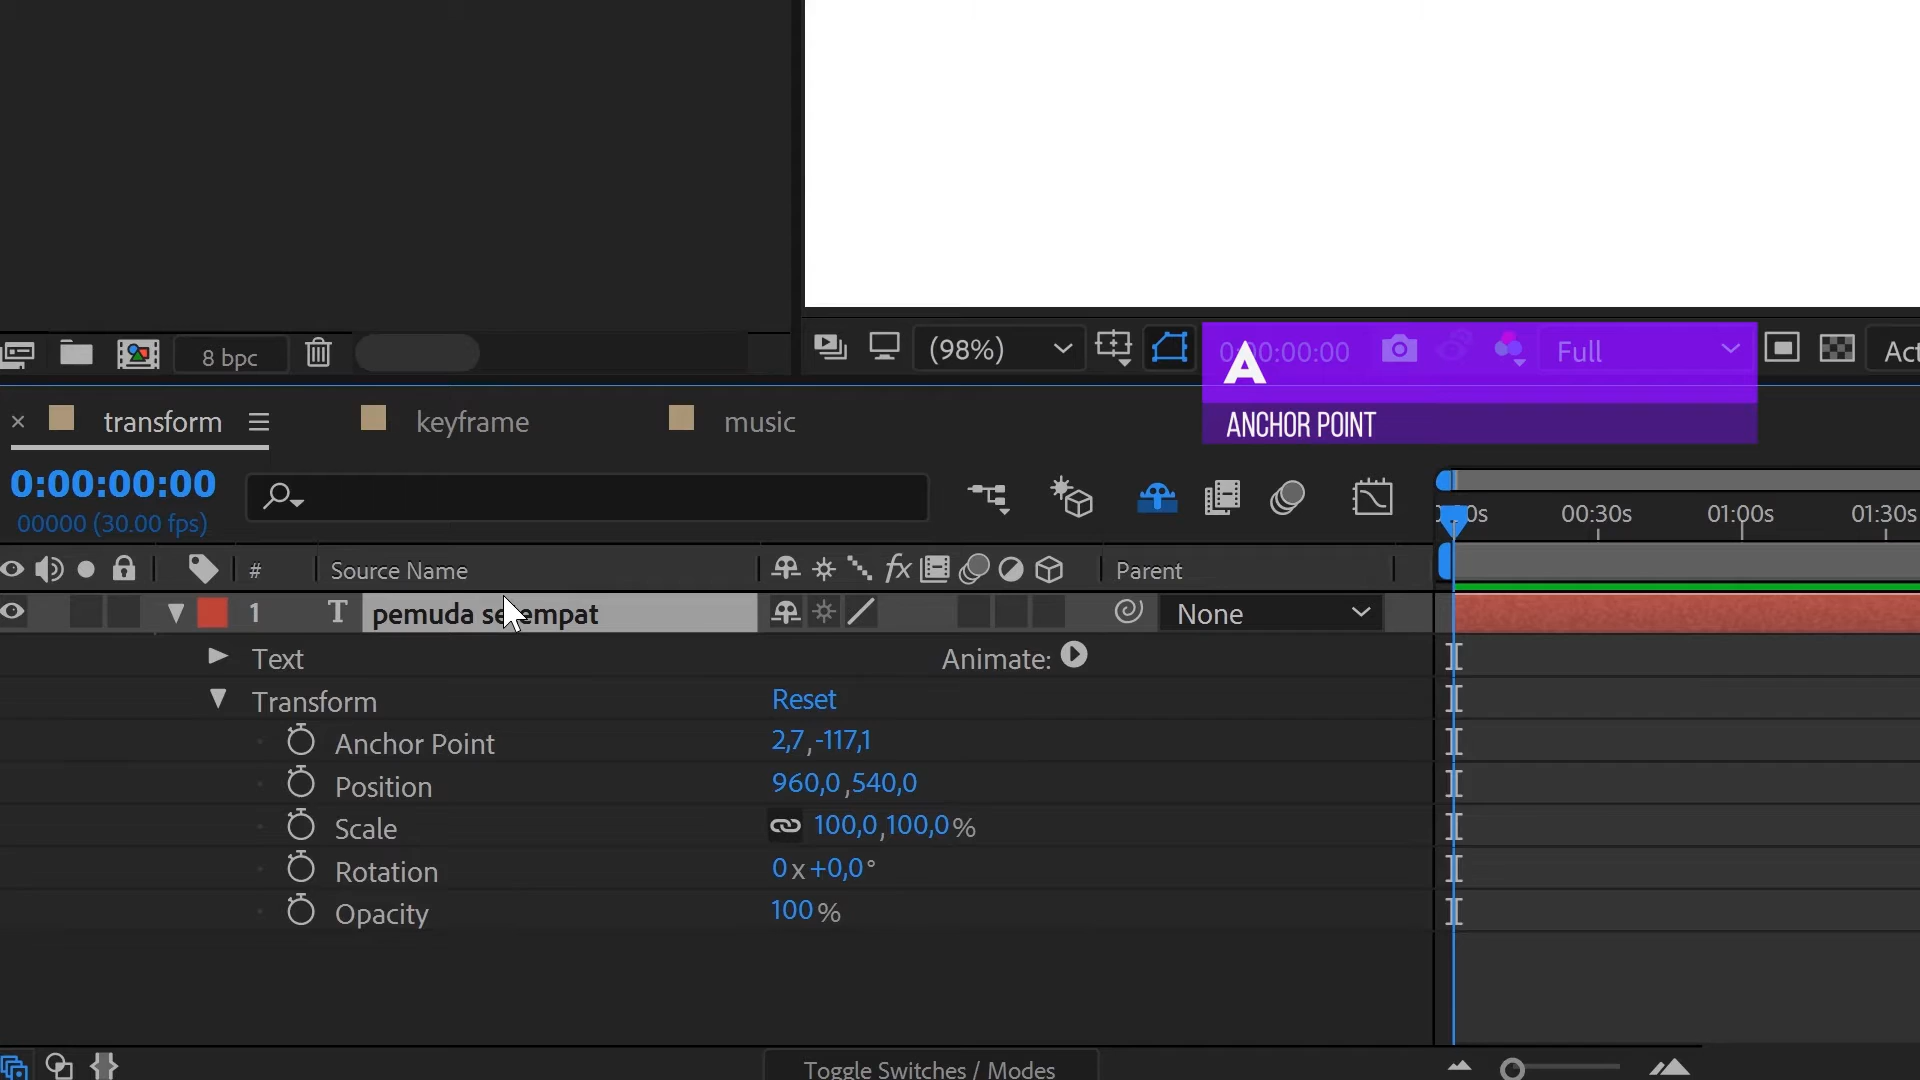 8 bpc
(98%)
0:00:00:00
Full
A
ANCHOR POINT
transform
keyframe
music
0:00:00:00
00000 (30.00 fps)
00:30s
01:00s
01:30s
#
Source Name
fx
Parent
1
T
None
Text
Animate:
Transform
Reset
Anchor Point
2,7,-117,1
Position
960,0,540,0
Scale
100,0,100,0%
Rotation
0x+0,0°
Opacity
100%
Toggle Switches / Modes